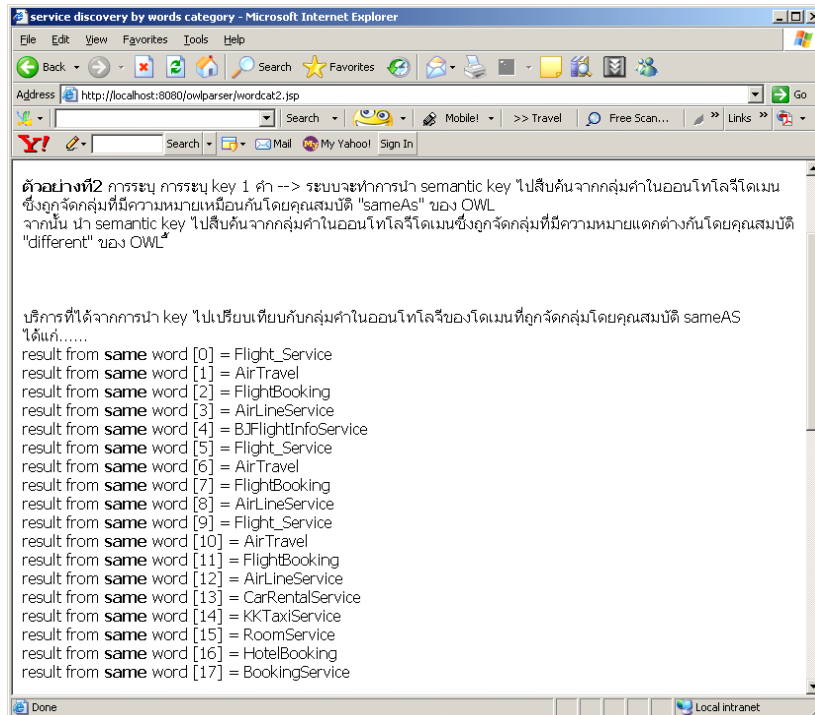 service discovery by words category - Microsoft Internet Explorer
File Edit View Favorites Tools Help
Back Search Favorites
Address http://localhost:8080/owlparser/wordcat2.jsp Go
Search Mobile! >> Travel Free Scan... Links
Y! Search Mail My Yahoo! Sign In
ตัวอย่างที่2 การระบุ การระบุ key 1 คำ --> ระบบจะทำการนำ semantic key ไปสืบค้นจากกลุ่มคำในออนโทโลจีโดเมน
ซึ่งถูกจัดกลุ่มที่มีความหมายเหมือนกันโดยคุณสมบัติ "sameAs" ของ OWL
จากนั้น นำ semantic key ไปสืบค้นจากกลุ่มคำในออนโทโลจีโดเมนซึ่งถูกจัดกลุ่มที่มีความหมายแตกต่างกันโดยคุณสมบัติ
"different" ของ OWL
บริการที่ได้จากการนำ key ไปเปรียบเทียบกับกลุ่มคำในออนโทโลจีของโดเมนที่ถูกจัดกลุ่มโดยคุณสมบัติ sameAS
ได้แก่......
result from same word [0] = Flight_Service
result from same word [1] = AirTravel
result from same word [2] = FlightBooking
result from same word [3] = AirLineService
result from same word [4] = BJFlightInfoService
result from same word [5] = Flight_Service
result from same word [6] = AirTravel
result from same word [7] = FlightBooking
result from same word [8] = AirLineService
result from same word [9] = Flight_Service
result from same word [10] = AirTravel
result from same word [11] = FlightBooking
result from same word [12] = AirLineService
result from same word [13] = CarRentalService
result from same word [14] = KKTaxiService
result from same word [15] = RoomService
result from same word [16] = HotelBooking
result from same word [17] = BookingService
Done Local intranet